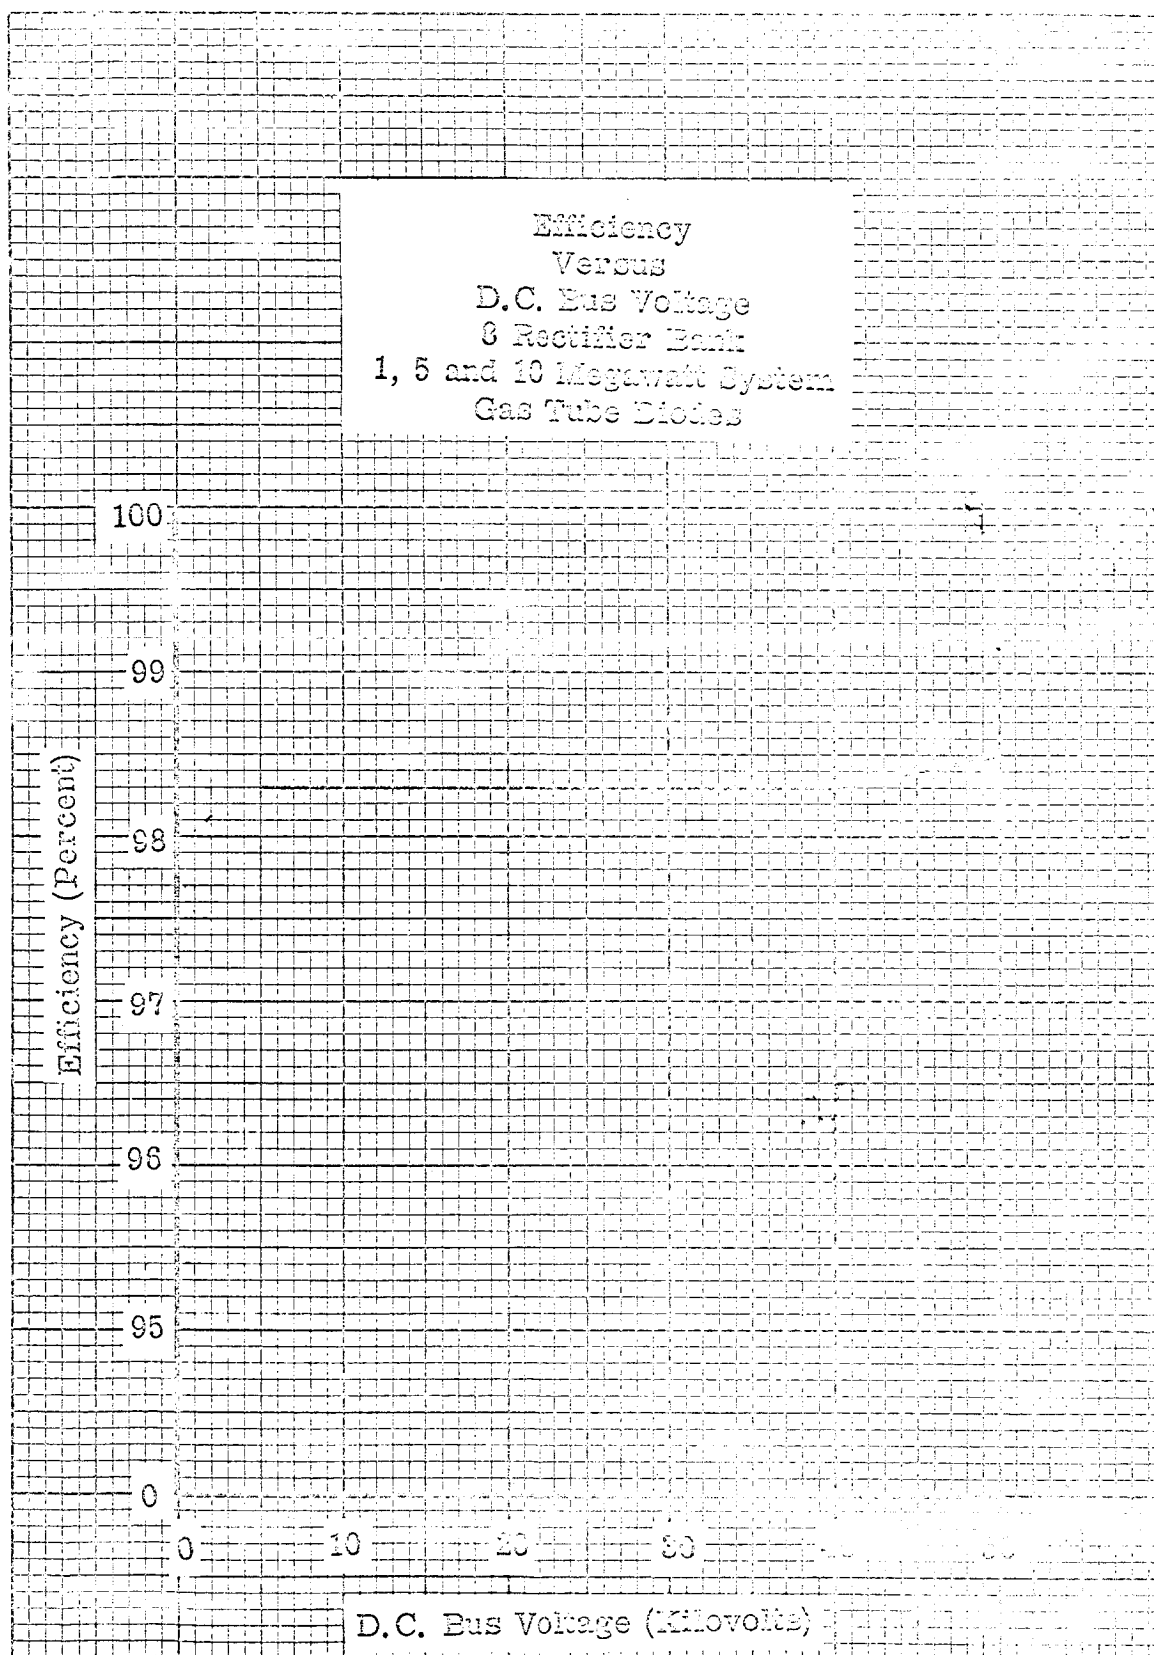 Efficiency
Versus
D.C. Bus Voltage
8 Rectifier Bank
1, 5 and 10 Megawatt System
Gas Tube Diodes
100
99
98
97
96
95
0
Efficiency (Percent)
0 10 20 30
D.C. Bus Voltage (Kilovolts)